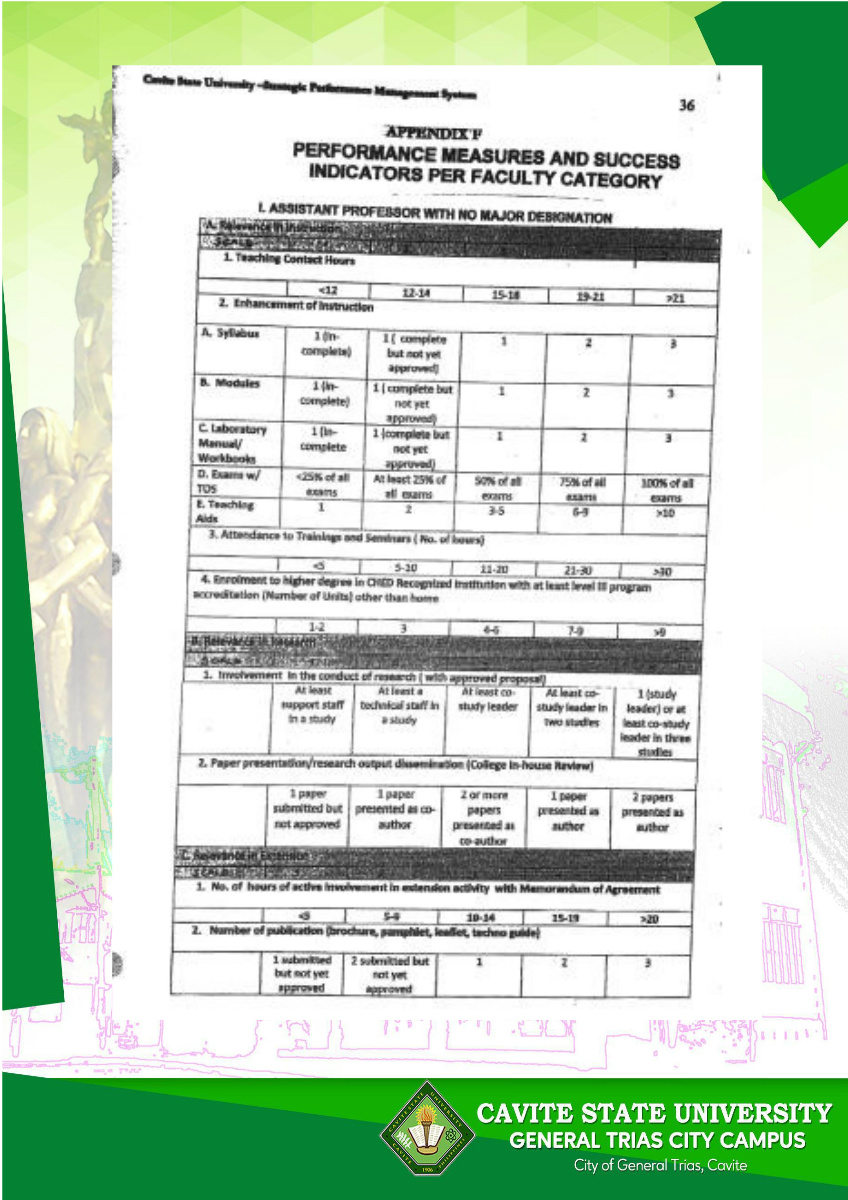 Cavite State University –Strategic Performance Management System
36
APPENDIX F
PERFORMANCE MEASURES AND SUCCESS
INDICATORS PER FACULTY CATEGORY
I. ASSISTANT PROFESSOR WITH NO MAJOR DESIGNATION
A. Relevance in Instruction
SCALE
1. Teaching Contact Hours
<12 12-14 15-18 19-21 >21
2. Enhancement of Instruction
A. Syllabus 1 (In- 1 ( complete 1 2 3
complete) but not yet
approved)
B. Modules 1 (In- 1 ( complete but 1 2 3
complete) not yet
approved)
C. Laboratory 1 (In- 1 (complete but 1 2 3
Manual/ complete not yet
Workbooks approved)
D. Exams w/ <25% of all At least 25% of 50% of all 75% of all 100% of all
TOS exams all exams exams exams exams
E. Teaching 1 2 3-5 6-9 >10
Aids
3. Attendance to Trainings and Seminars ( No. of hours)
<5 5-10 11-20 21-30 >30
4. Enrolment to higher degree in CHED Recognized Institution with at least level III program
accreditation (Number of Units) other than home
1-2 3 4-6 7-9 >9
B. Relevance in Research
SCALE
1. Involvement in the conduct of research ( with approved proposal)
At least At least a At least co- At least co- 1 (study
support staff technical staff in study leader study leader in leader) or at
in a study a study two studies least co-study
leader in three
studies
2. Paper presentation/research output dissemination (College In-house Review)
1 paper 1 paper 2 or more 1 paper 2 papers
submitted but presented as co- papers presented as presented as
not approved author presented as author author
co-author
C. Relevance in Extension
SCALE
1. No. of hours of active involvement in extension activity with Memorandum of Agreement
<5 5-9 10-14 15-19 >20
2. Number of publication (brochure, pamphlet, leaflet, techno guide)
1 submitted 2 submitted but 1 2 3
but not yet not yet
approved approved
CAVITE STATE UNIVERSITY
GENERAL TRIAS CITY CAMPUS
City of General Trias, Cavite
1906